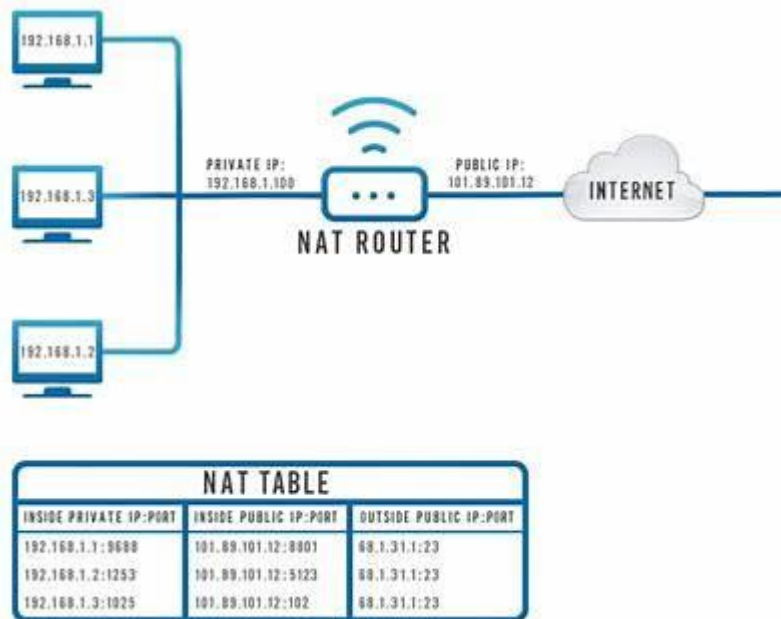 192.168.1.1
PRIVATE IP:
192.168.1.100
PUBLIC IP:
101.89.101.12
192.168.1.3
INTERNET
NAT ROUTER
192.168.1.2
NAT TABLE
INSIDE PRIVATE IP:PORT INSIDE PUBLIC IP:PORT OUTSIDE PUBLIC IP:PORT
192.168.1.1:9688 101.89.101.12:8801 68.1.31.1:23
192.168.1.2:1253 101.89.101.12:5123 68.1.31.1:23
192.168.1.3:1025 101.89.101.12:102 68.1.31.1:23